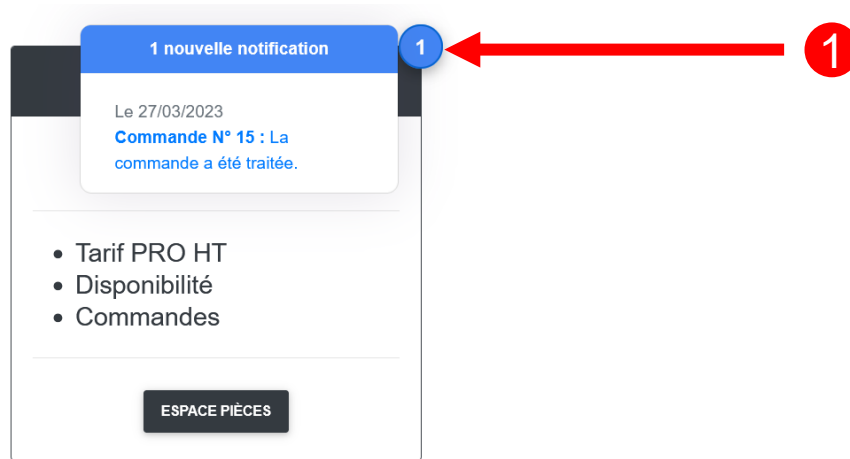 1 nouvelle notification
1
1
Le 27/03/2023
Commande N° 15 : La
commande a été traitée.
Tarif PRO HT
Disponibilité
Commandes
ESPACE PIÈCES